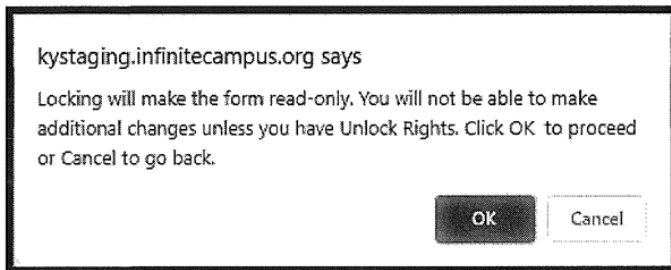 kystaging.infinitecampus.org says
Locking will make the form read-only. You will not be able to make
additional changes unless you have Unlock Rights. Click OK to proceed
or Cancel to go back.
OK
Cancel